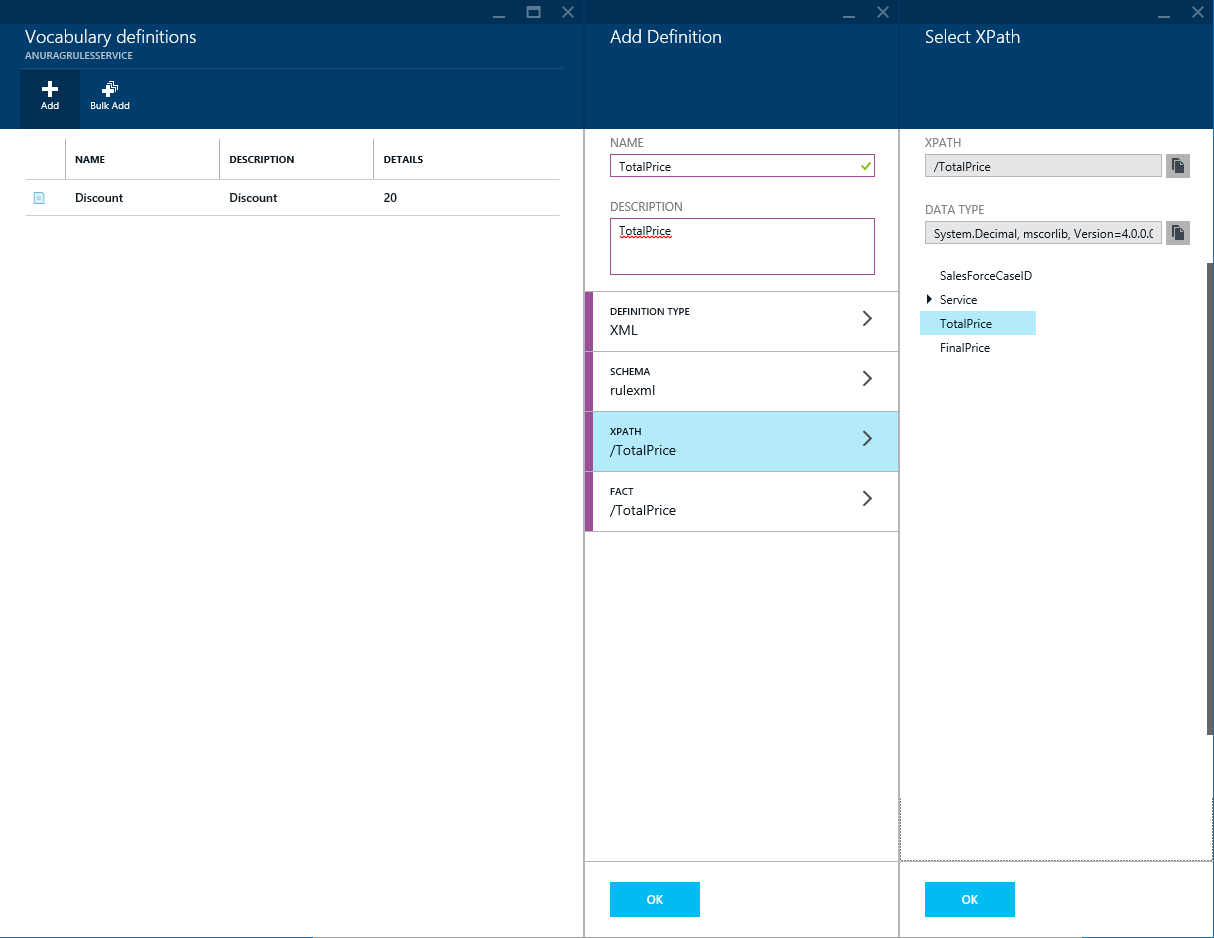 Vocabulary definitions
ANURAGRULESSERVICE
Add
Bulk Add
NAME DESCRIPTION DETAILS
Discount Discount 20
Add Definition
NAME
TotalPrice
DESCRIPTION
TotalPrice
DEFINITION TYPE
XML
SCHEMA
rulexml
XPATH
/TotalPrice
FACT
/TotalPrice
OK
Select XPath
XPATH
/TotalPrice
DATA TYPE
System.Decimal, mscorlib, Version=4.0.0.0
SalesForceCaseID
Service
TotalPrice
FinalPrice
OK